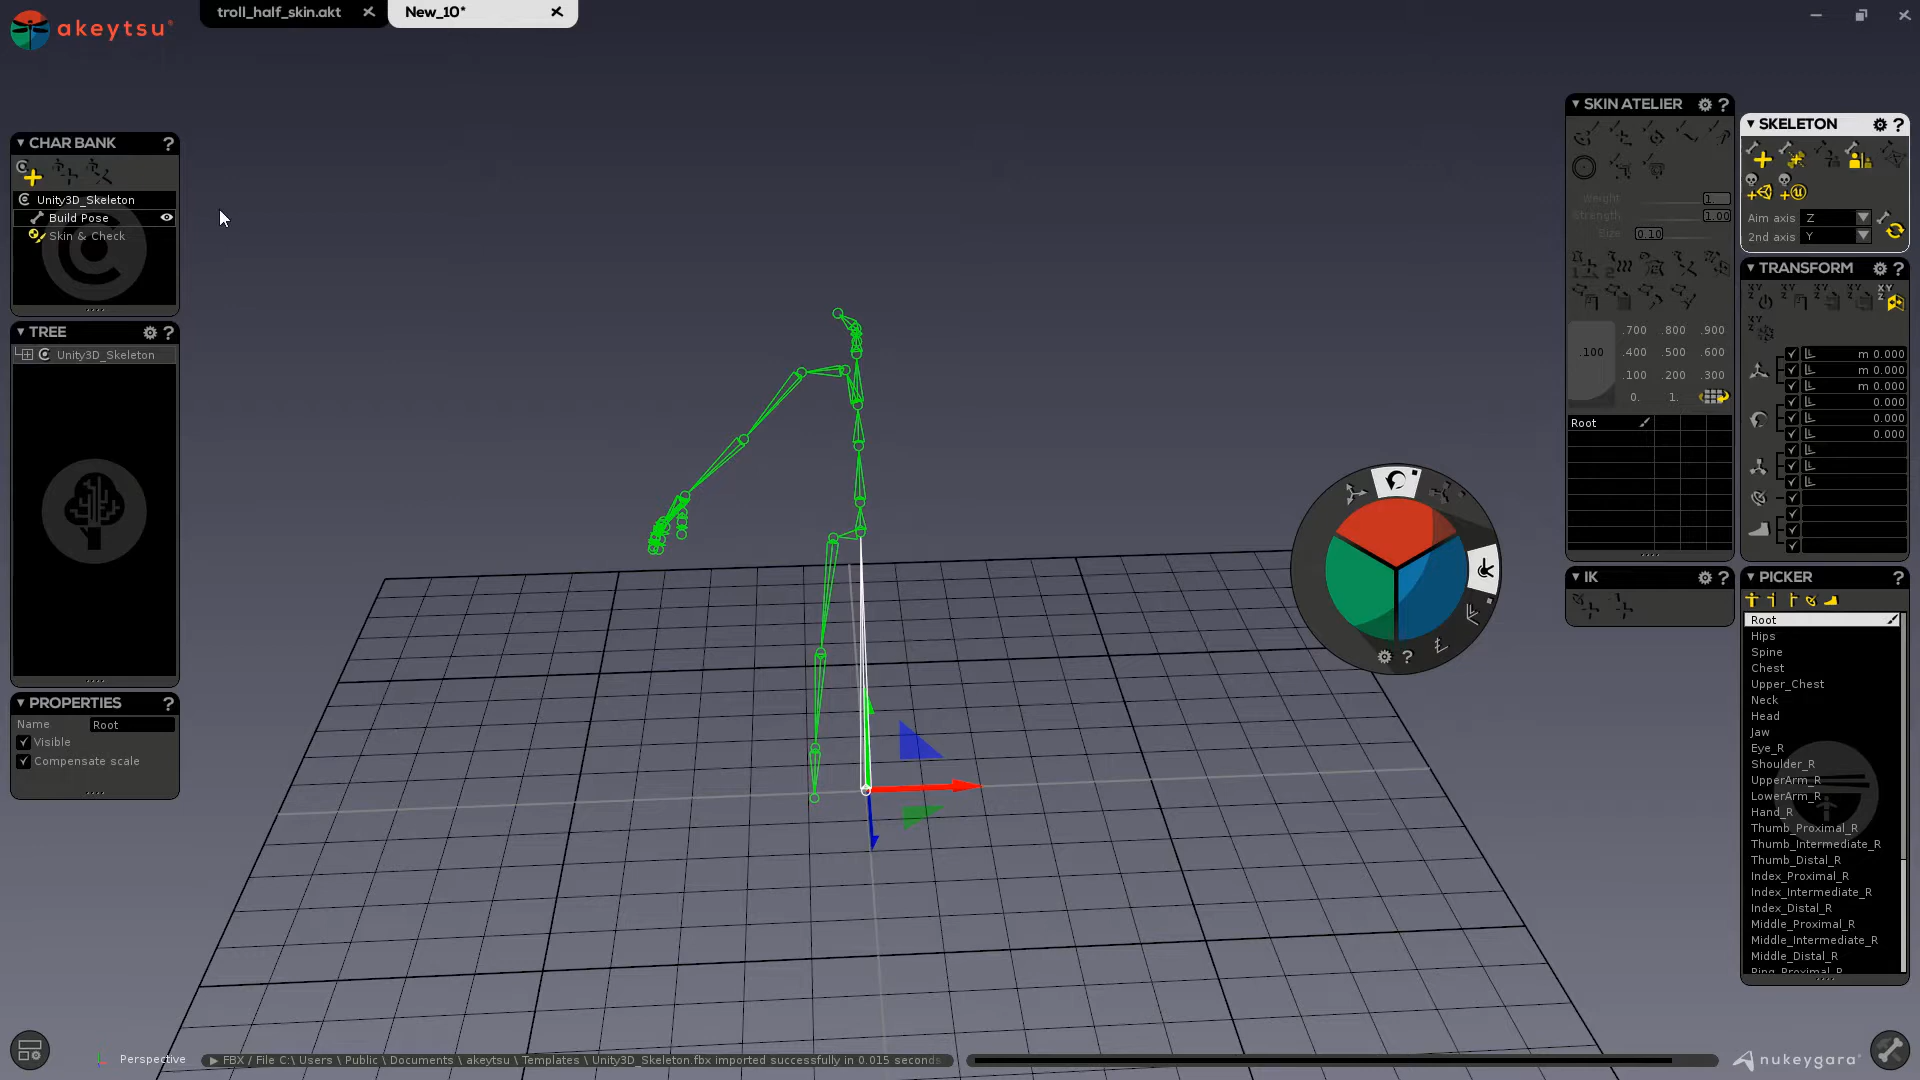 akeytsu
troll_half_skin.akt
New_10*
CHAR BANK ?
Unity3D_Skeleton
Build Pose
Skin & Check
TREE ?
Unity3D_Skeleton
PROPERTIES ?
Name Root
Visible
Compensate scale
SKIN ATELIER ?
Weight 1.
Strength 1.00
Size 0.10
.100
.700 .800 .900
.400 .500 .600
.100 .200 .300
0. 1.
Root
IK ?
SKELETON ?
Aim axis Z
2nd axis Y
TRANSFORM ?
m 0.000
m 0.000
m 0.000
0.000
0.000
0.000
PICKER ?
Root
Hips
Spine
Chest
Upper_Chest
Neck
Head
Jaw
Eye_R
Shoulder_R
UpperArm_R
LowerArm_R
Hand_R
Thumb_Proximal_R
Thumb_Intermediate_R
Thumb_Distal_R
Index_Proximal_R
Index_Intermediate_R
Index_Distal_R
Middle_Proximal_R
Middle_Intermediate_R
Middle_Distal_R
Ring_Proximal_R
?
Perspective
FBX / File C:\ Users \ Public \ Documents \ akeytsu \ Templates \ Unity3D_Skeleton.fbx imported successfully in 0.015 seconds
nukeygara